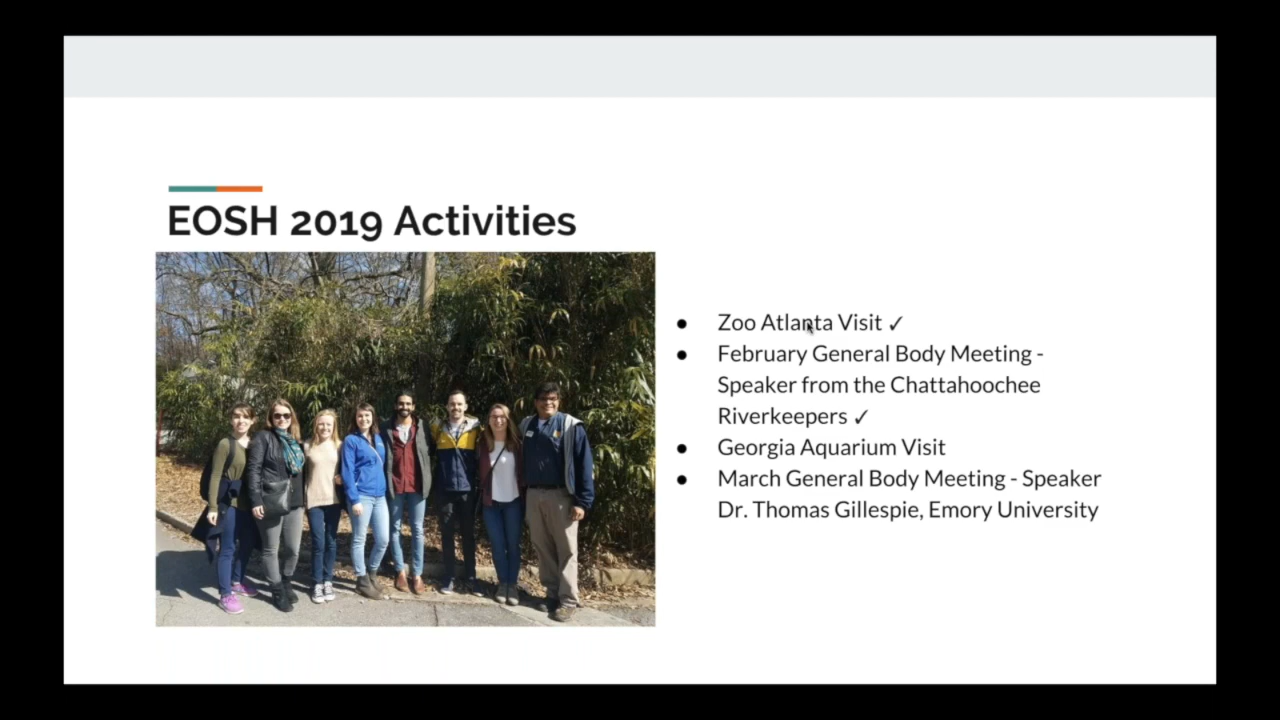 EOSH 2019 Activities
● Zoo Atlanta Visit ✓
● February General Body Meeting -
Speaker from the Chattahoochee
Riverkeepers ✓
● Georgia Aquarium Visit
● March General Body Meeting - Speaker
Dr. Thomas Gillespie, Emory University